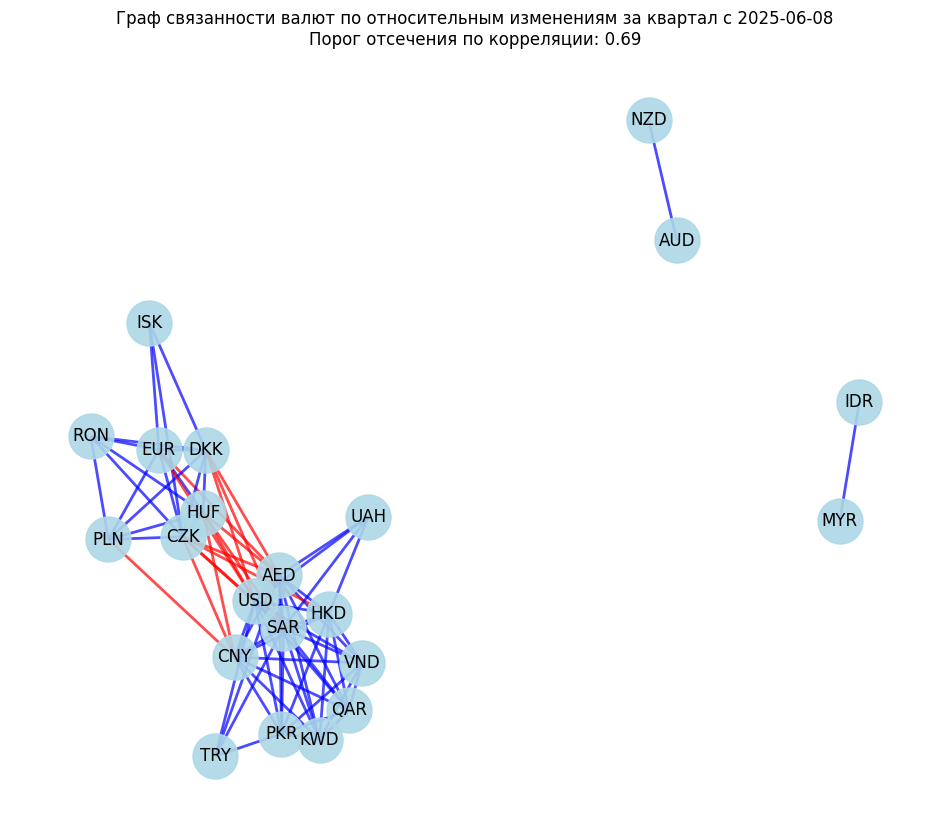 Граф связанности валют по относительным изменениям за квартал с 2025-06-08
Порог отсечения по корреляции: 0.69
NZD
AUD
ISK
IDR
RON
EUR
DKK
HUF
UAH
MYR
CZK
PLN
AED
USD
HKD
SAR
CNY
VND
QAR
PKR
KWD
TRY